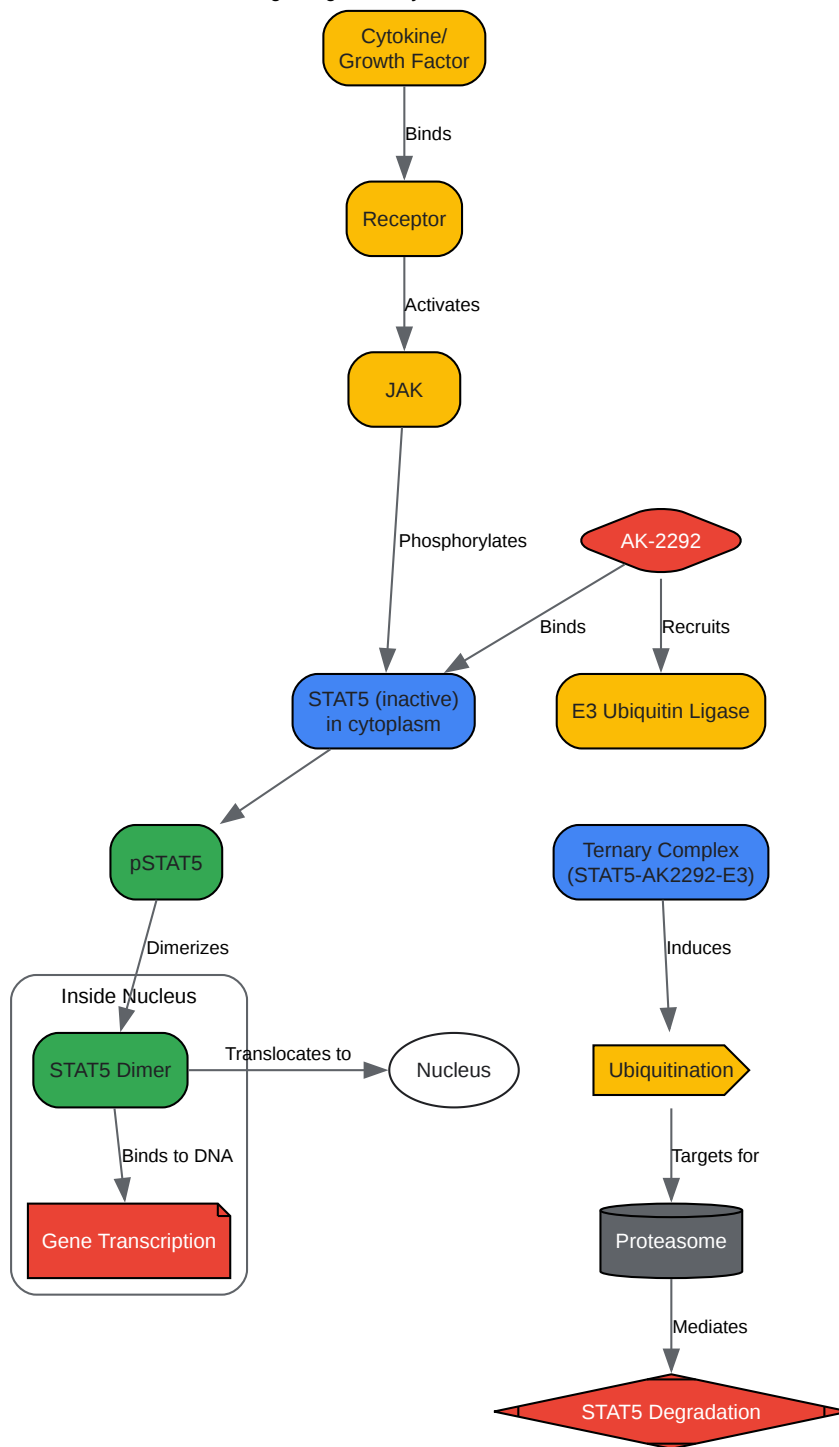 Cytokine/
Growth Factor
Binds
Receptor
Activates
JAK
Phosphorylates
AK-2292
Binds
Recruits
STAT5 (inactive)
in cytoplasm
E3 Ubiquitin Ligase
pSTAT5
Ternary Complex
(STAT5-AK2292-E3)
Dimerizes
Induces
Inside Nucleus
STAT5 Dimer
Translocates to
Nucleus
Ubiquitination
Binds to DNA
Targets for
Gene Transcription
Proteasome
Mediates
STAT5 Degradation